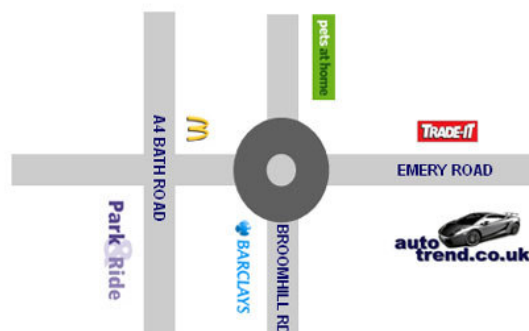 pets at home
A4 BATH ROAD
TRADE-IT
EMERY ROAD
Park & Ride
BARCLAYS
BROOMHILL RD
auto
trend.co.uk